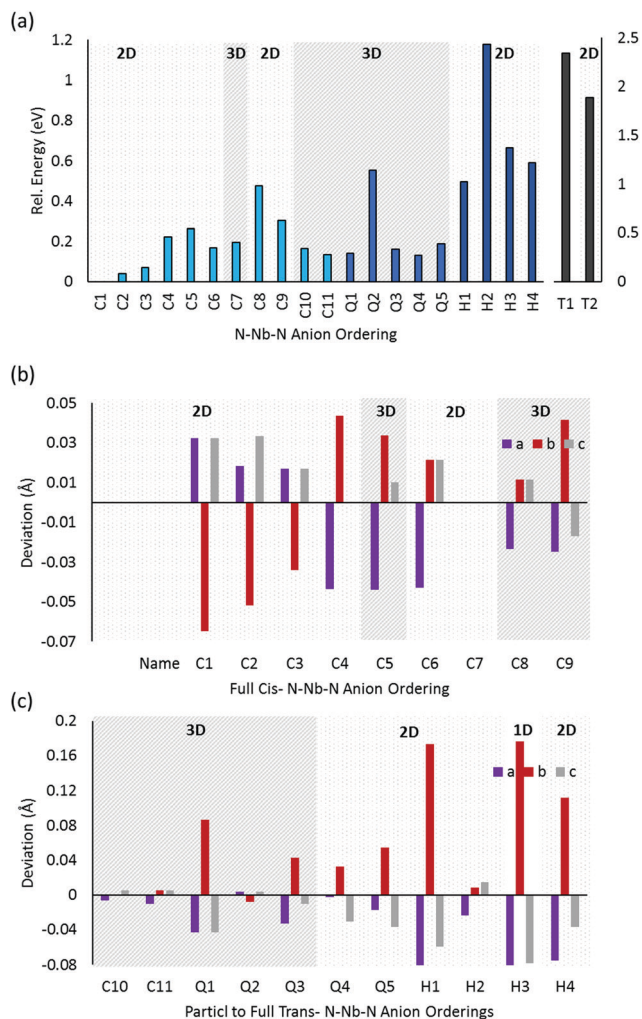 (a)
1.2
1
0.8
0.6
0.4
0.2
0
Rel. Energy (eV)
2D 3D 2D 3D 2D 2D
2.5
2
1.5
1
0.5
0
C1 C2 C3 C4 C5 C6 C7 C8 C9 C10 C11 Q1 Q2 Q3 Q4 Q5 H1 H2 H3 H4 T1 T2
N-Nb-N Anion Ordering
(b)
0.05
0.03
0.01
-0.01
-0.03
-0.05
-0.07
Deviation (Å)
2D 3D 2D 3D
a b c
Name C1 C2 C3 C4 C5 C6 C7 C8 C9
Full Cis- N-Nb-N Anion Ordering
(c)
0.2
0.16
0.12
0.08
0.04
0
-0.04
-0.08
Deviation (Å)
3D 2D 1D 2D
a b c
C10 C11 Q1 Q2 Q3 Q4 Q5 H1 H2 H3 H4
Particl to Full Trans- N-Nb-N Anion Orderings